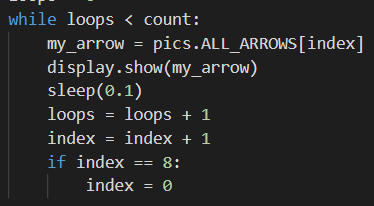 while loops < count:
    my_arrow = pics.ALL_ARROWS[index]
    display.show(my_arrow)
    sleep(0.1)
    loops = loops + 1
    index = index + 1
    if index == 8:
        index = 0